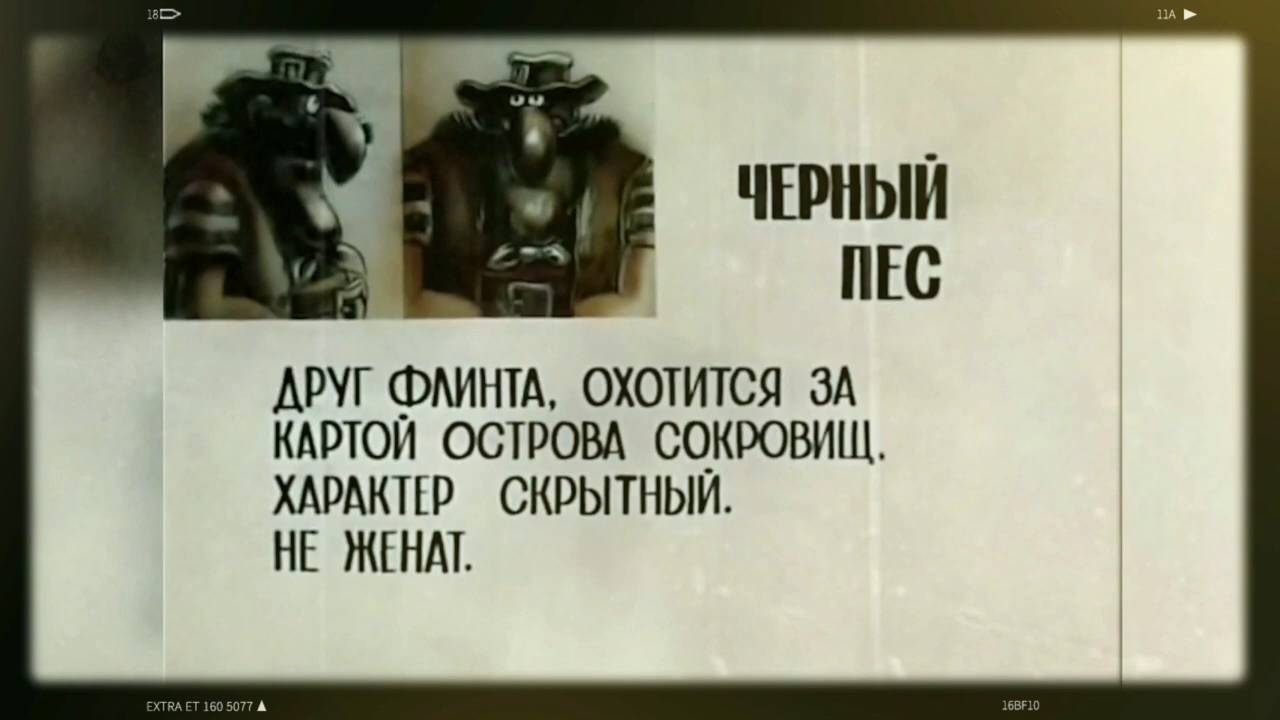 18
11A
ЧЕРНЫЙ
ПЕС
ДРУГ ФЛИНТА, ОХОТИТСЯ ЗА
КАРТОЙ ОСТРОВА СОКРОВИЩ.
ХАРАКТЕР СКРЫТНЫЙ.
НЕ ЖЕНАТ.
EXTRA ET 160 5077
16BF10